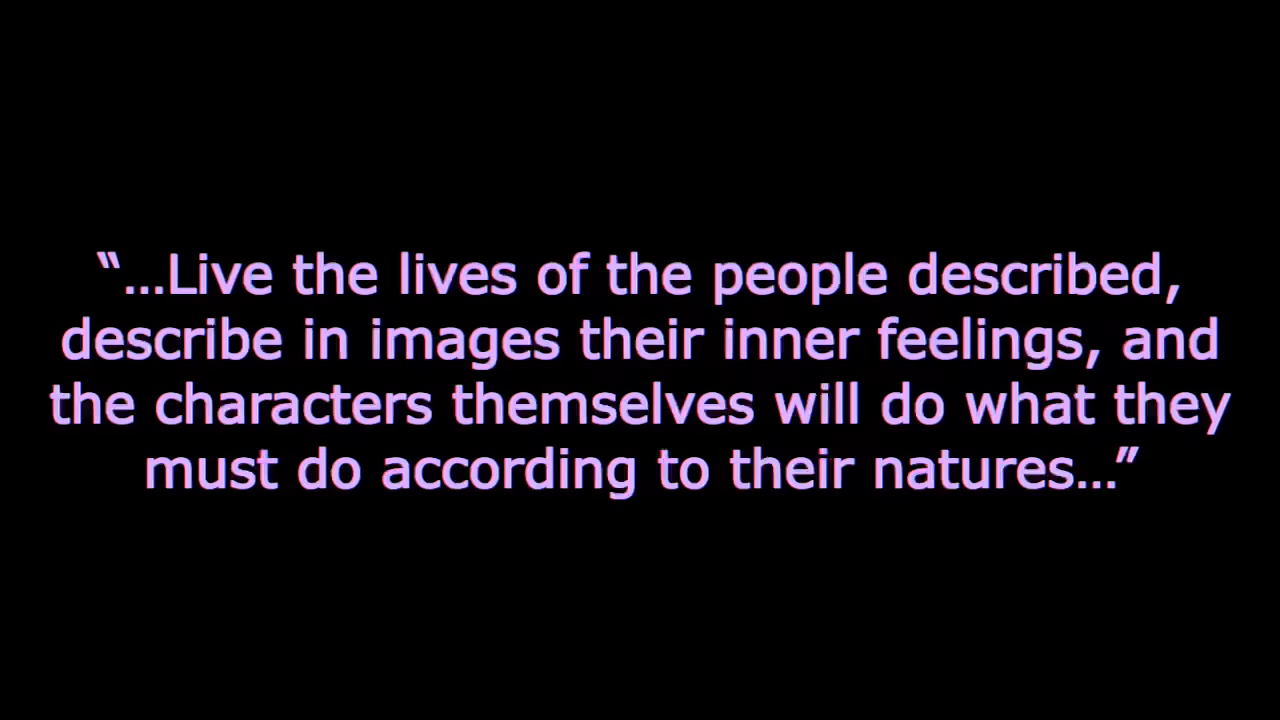 “…Live the lives of the people described,
describe in images their inner feelings, and
the characters themselves will do what they
must do according to their natures…”